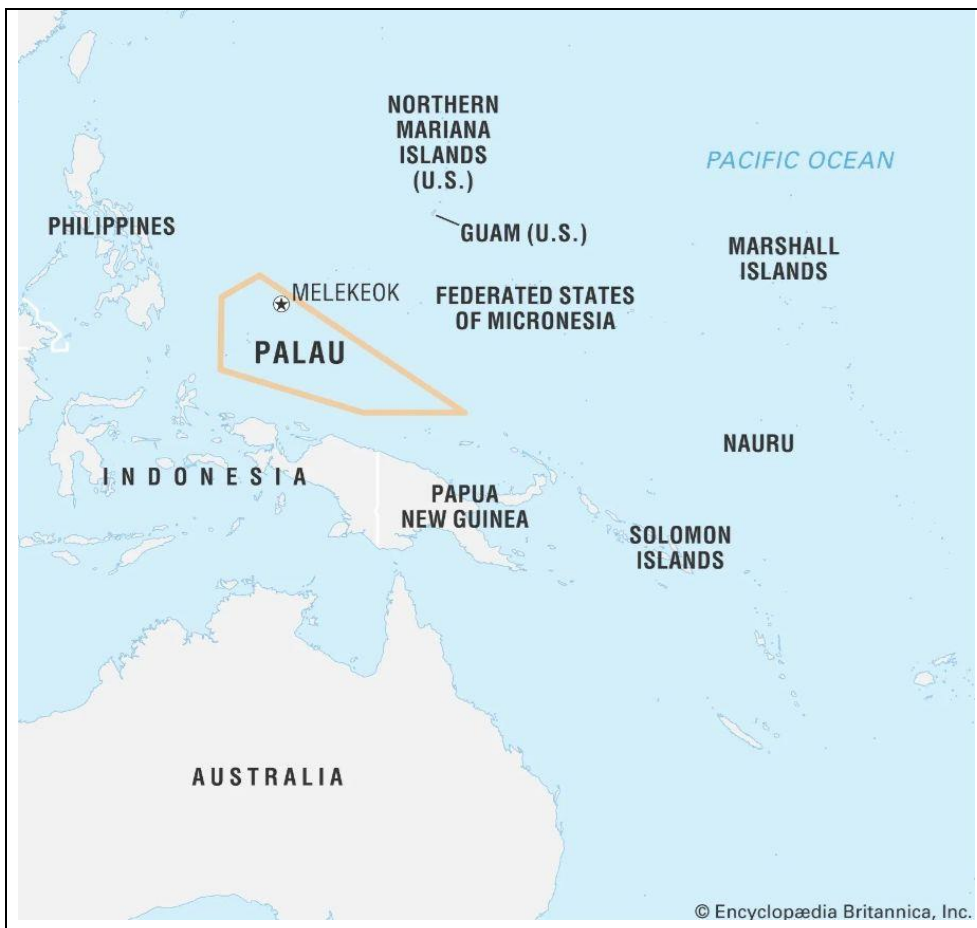 NORTHERN
MARIANA
ISLANDS
(U.S.)
PACIFIC OCEAN
PHILIPPINES
GUAM (U.S.)
MARSHALL
ISLANDS
MELEKEOK
FEDERATED STATES
OF MICRONESIA
PALAU
NAURU
INDONESIA
PAPUA
NEW GUINEA
SOLOMON
ISLANDS
AUSTRALIA
© Encyclopædia Britannica, Inc.